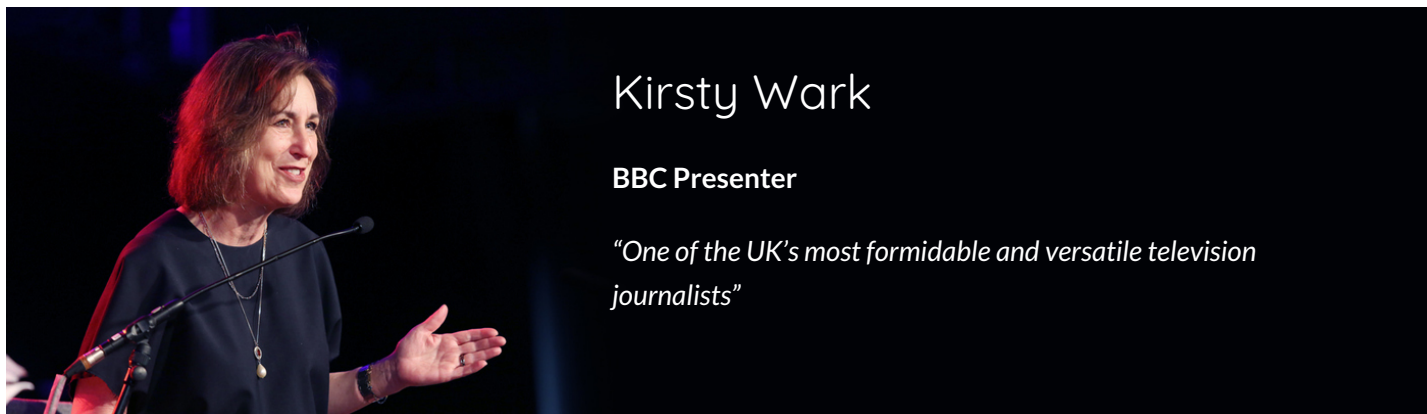 Kirsty Wark
BBC Presenter
“One of the UK’s most formidable and versatile television
journalists”